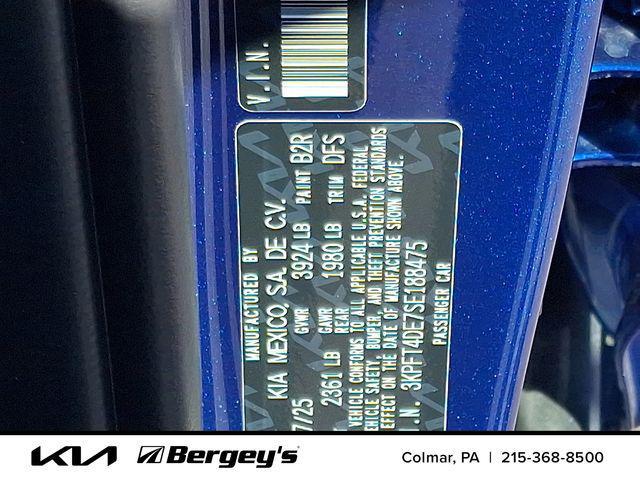 V.I.N.
MANUFACTURED BY
KIA MEXICO, S.A. DE C.V.
7/25 GVWR 3924 LB PAINT B2R
2361 LB GAWR REAR 1980 LB TRIM DFS
VEHICLE CONFORMS TO ALL APPLICABLE U.S.A. FEDERAL
VEHICLE SAFETY, BUMPER, AND THEFT PREVENTION STANDARDS
EFFECT ON THE DATE OF MANUFACTURE SHOWN ABOVE.
I.N. 3KPFT4DE7SE188475
PASSENGER CAR
KIA Bergey's
Colmar, PA | 215-368-8500